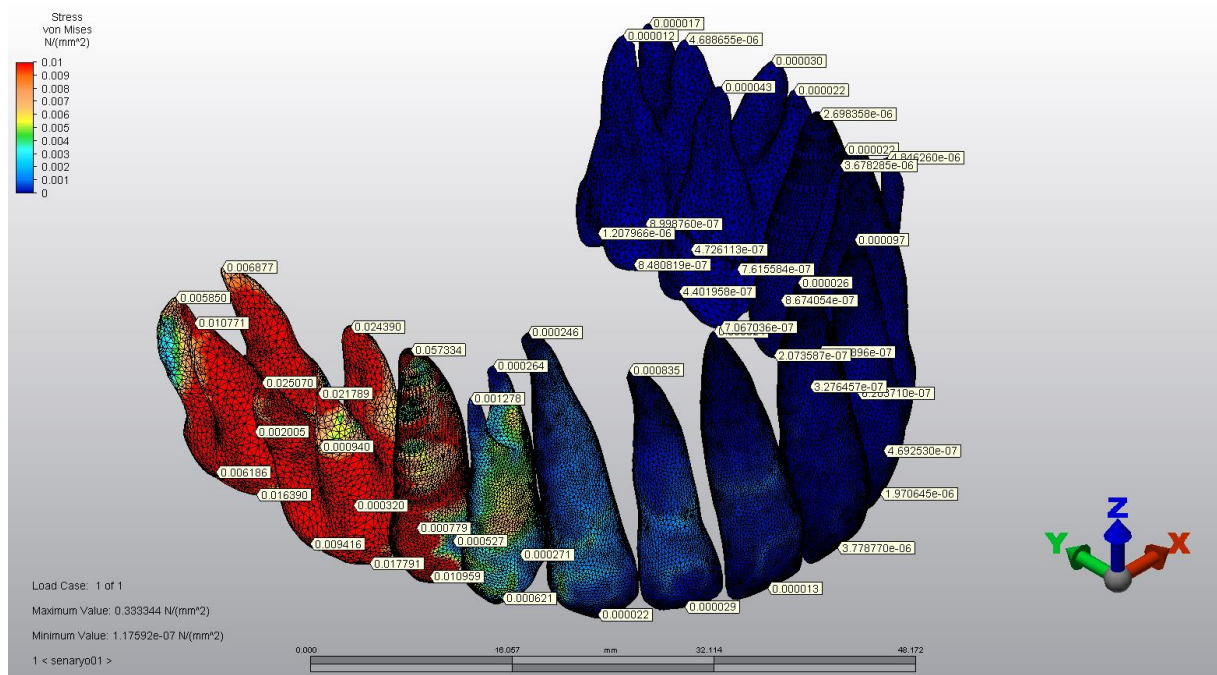 Stress
von Mises
N/(mm^2)
0.01
0.009
0.008
0.007
0.006
0.005
0.004
0.003
0.002
0.001
0
0.000017
0.000012
4.688655e-06
0.000030
0.000043
0.000022
2.698358e-06
0.000022
4.846260e-06
3.678285e-06
8.998760e-07
1.207966e-06
0.000097
4.726113e-07
8.480819e-07
7.615584e-07
0.000026
4.401958e-07
8.674054e-07
7.067036e-07
2.073587e-07
896e-07
3.276457e-07
4.692530e-07
1.970645e-06
3.778770e-06
0.006877
0.005850
0.010771
0.024390
0.000246
0.057334
0.000264
0.000835
0.025070
0.021789
0.001278
0.002005
0.000940
0.006186
0.016390
0.000320
0.000779
0.000527
0.000271
0.009416
0.017791
0.010959
0.000621
0.000022
0.000029
0.000013
Z
Y
X
Load Case: 1 of 1
Maximum Value: 0.333344 N/(mm^2)
Minimum Value: 1.17592e-07 N/(mm^2)
1 < senaryo01 >
0.000
16.057
mm
32.114
48.172